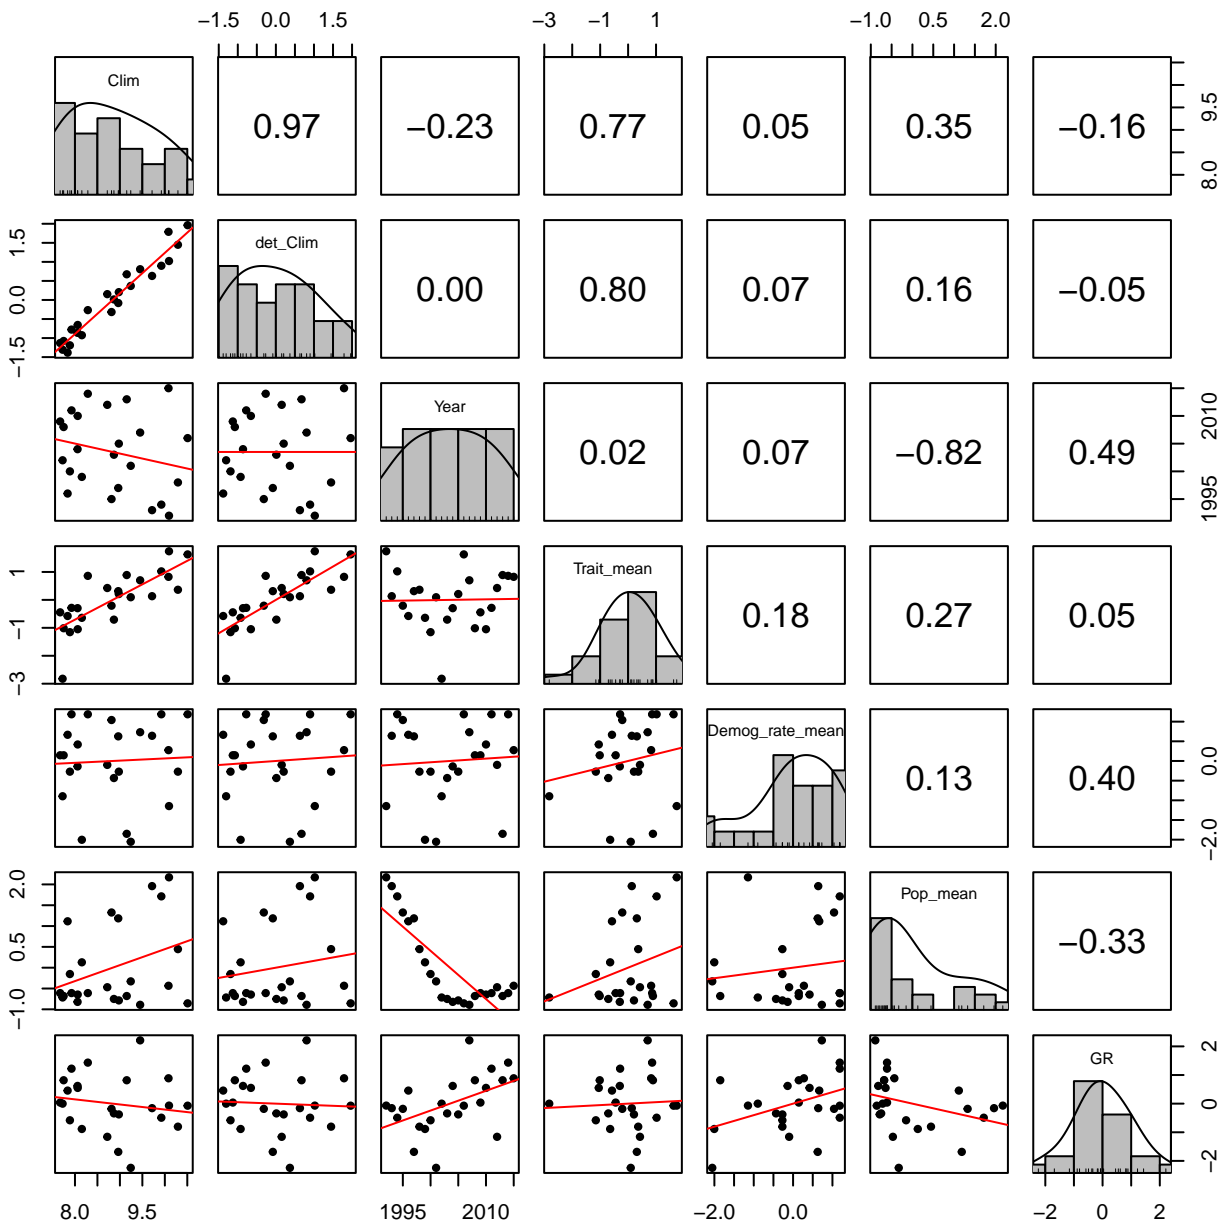 −1.5 0.0 1.5 −3 −1 1 −1.0 0.5 2.0
Clim 0.97 −0.23 0.77 0.05 0.35 −0.16 8.0 9.5
−1.5 0.0 1.5 det_Clim 0.00 0.80 0.07 0.16 −0.05
Year 0.02 0.07 −0.82 0.49 1995 2010
−3 −1 1 Trait_mean 0.18 0.27 0.05
Demog_rate_mean 0.13 0.40 −2.0 0.0
−1.0 0.5 2.0 Pop_mean −0.33
GR −2 0 2
8.0 9.5 1995 2010 −2.0 0.0 −2 0 2